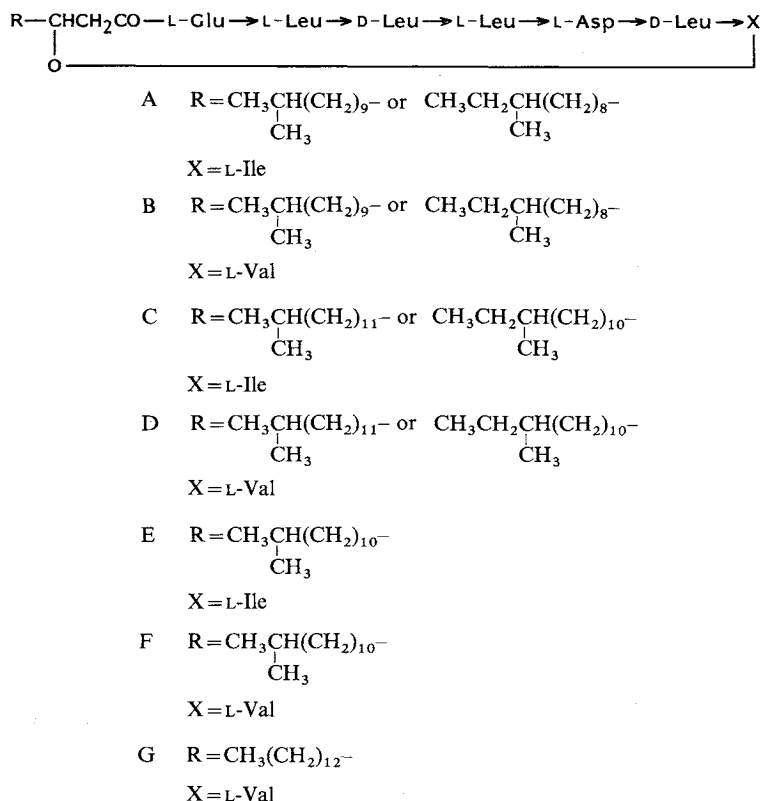 R–CHCH₂CO–L-Glu→L-Leu→D-Leu→L-Leu→L-Asp→D-Leu→X
O
A R=CH₃CH(CH₂)₉– or CH₃CH₂CH(CH₂)₈–
CH₃ CH₃
X=L-Ile
B R=CH₃CH(CH₂)₉– or CH₃CH₂CH(CH₂)₈–
CH₃ CH₃
X=L-Val
C R=CH₃CH(CH₂)₁₁– or CH₃CH₂CH(CH₂)₁₀–
CH₃ CH₃
X=L-Ile
D R=CH₃CH(CH₂)₁₁– or CH₃CH₂CH(CH₂)₁₀–
CH₃ CH₃
X=L-Val
E R=CH₃CH(CH₂)₁₀–
CH₃
X=L-Ile
F R=CH₃CH(CH₂)₁₀–
CH₃
X=L-Val
G R=CH₃(CH₂)₁₂–
X=L-Val